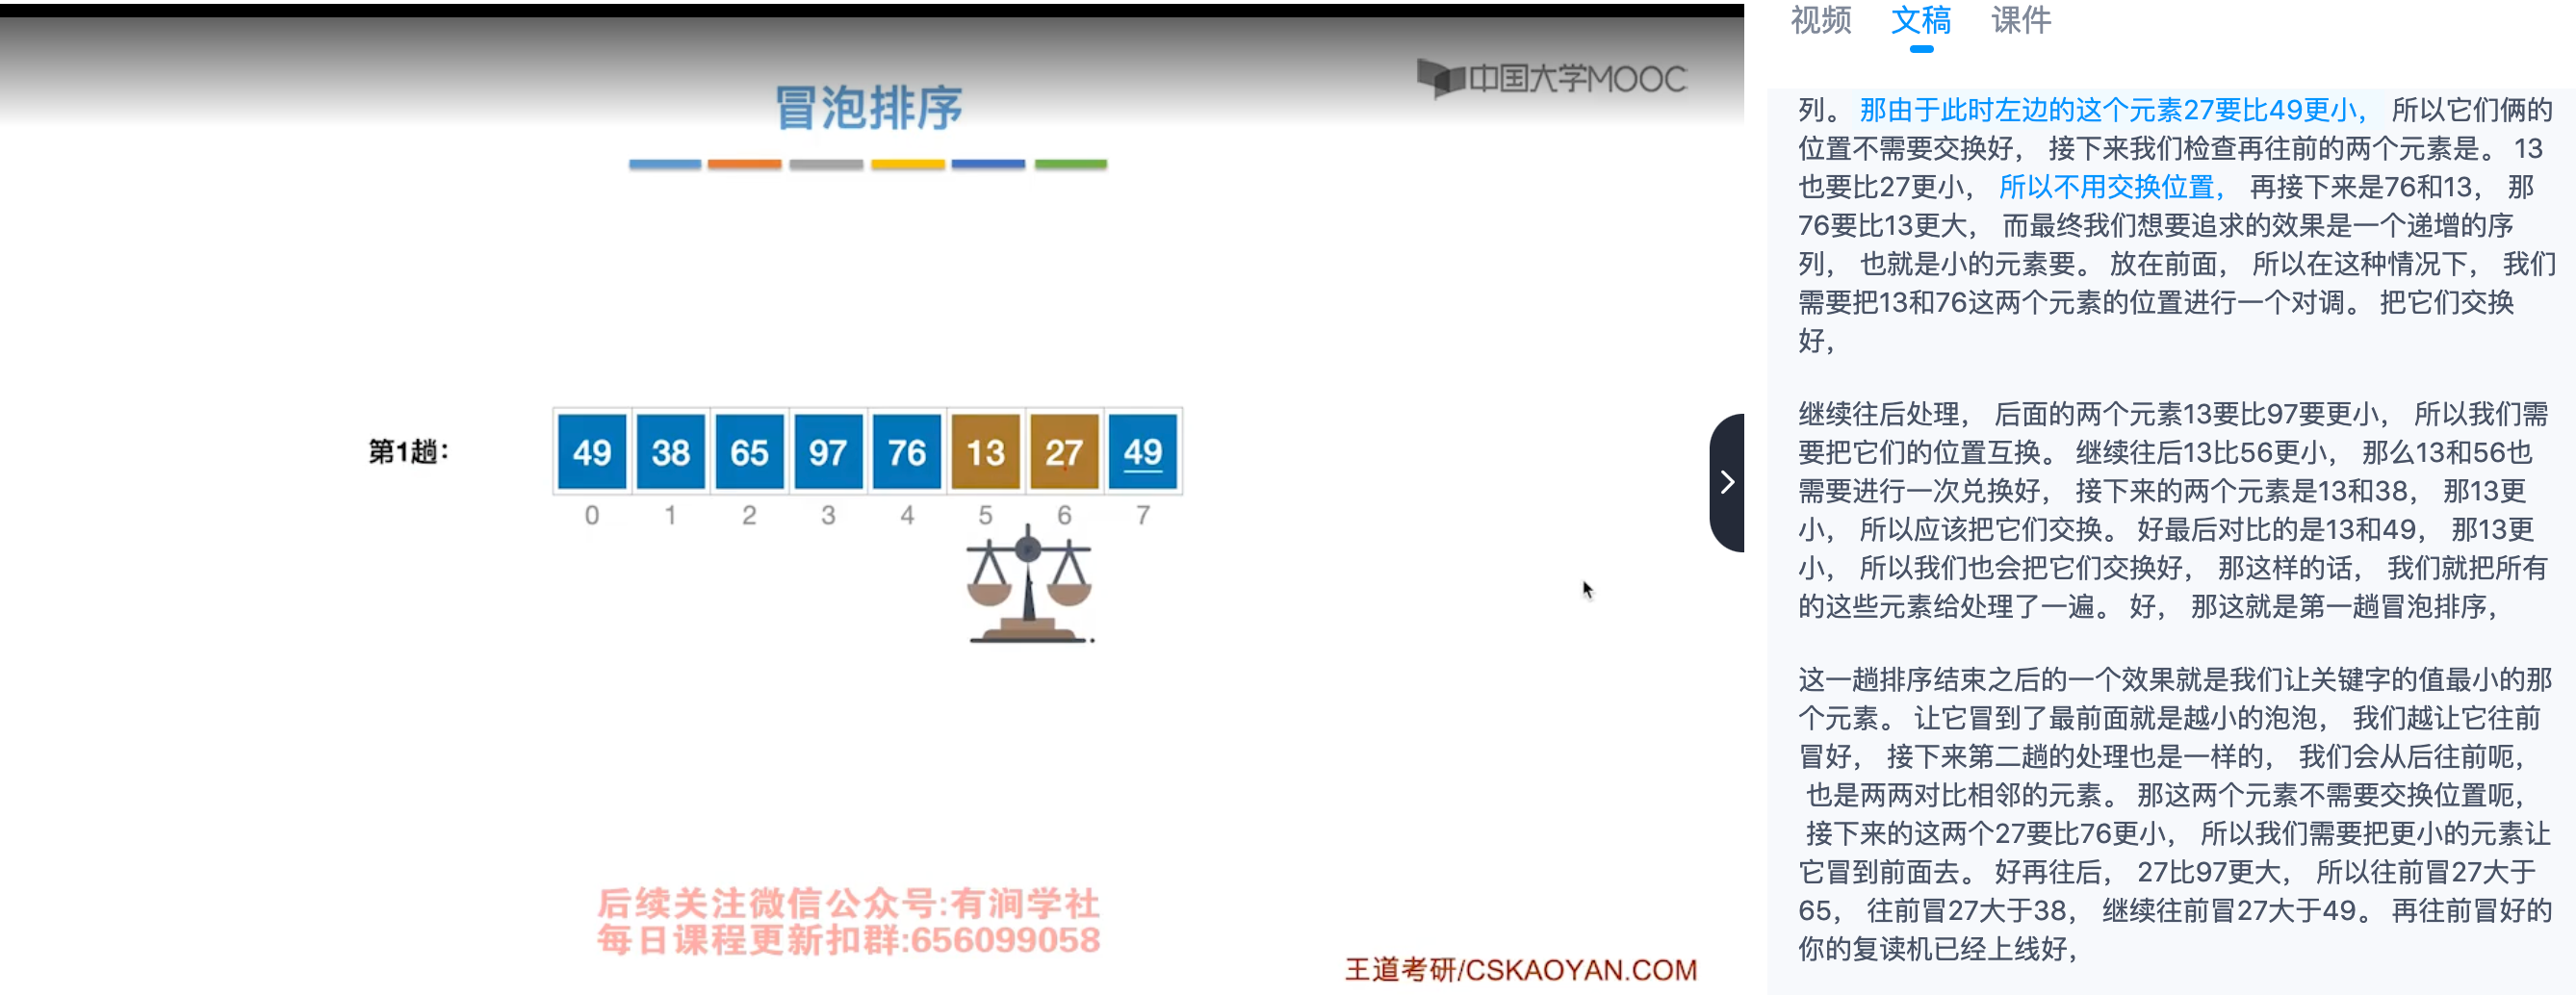 冒泡排序
中国大学MOOC
第1趟：
49 38 65 97 76 13 27 49
0 1 2 3 4 5 6 7
后续关注微信公众号:有涧学社
每日课程更新扣群:656099058
王道考研/CSKAOYAN.COM
视频 文稿 课件
列。 那由于此时左边的这个元素27要比49更小， 所以它们俩的
位置不需要交换好， 接下来我们检查再往前的两个元素是。 13
也要比27更小， 所以不用交换位置， 再接下来是76和13， 那
76要比13更大， 而最终我们想要追求的效果是一个递增的序
列， 也就是小的元素要。 放在前面， 所以在这种情况下， 我们
需要把13和76这两个元素的位置进行一个对调。 把它们交换
好，
继续往后处理， 后面的两个元素13要比97要更小， 所以我们需
要把它们的位置互换。 继续往后13比56更小， 那么13和56也
需要进行一次兑换好， 接下来的两个元素是13和38， 那13更
小， 所以应该把它们交换。 好最后对比的是13和49， 那13更
小， 所以我们也会把它们交换好， 那这样的话， 我们就把所有
的这些元素给处理了一遍。 好， 那这就是第一趟冒泡排序，
这一趟排序结束之后的一个效果就是我们让关键字的值最小的那
个元素。 让它冒到了最前面就是越小的泡泡， 我们越让它往前
冒好， 接下来第二趟的处理也是一样的， 我们会从后往前呃，
也是两两对比相邻的元素。 那这两个元素不需要交换位置呃，
接下来的这两个27要比76更小， 所以我们需要把更小的元素让
它冒到前面去。 好再往后， 27比97更大， 所以往前冒27大于
65， 往前冒27大于38， 继续往前冒27大于49。 再往前冒好的
你的复读机已经上线好，